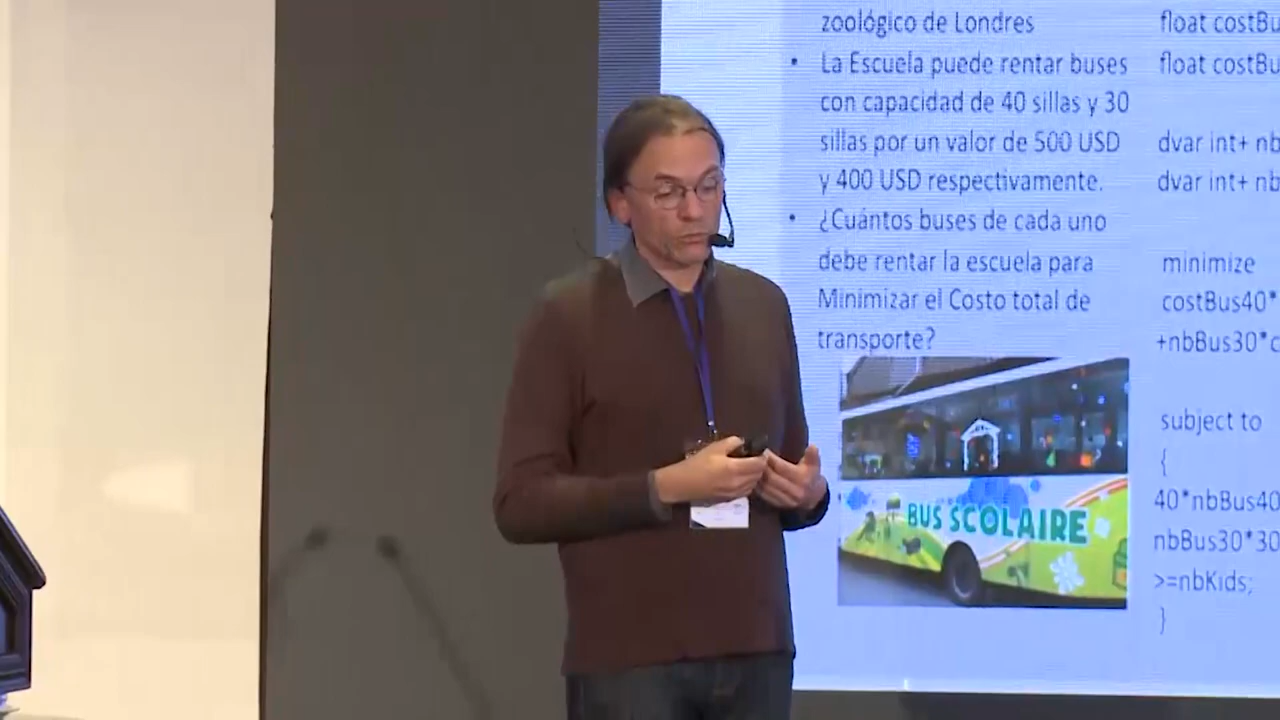 zoológico de Londres
• La Escuela puede rentar buses
con capacidad de 40 sillas y 30
sillas por un valor de 500 USD
y 400 USD respectivamente.
• ¿Cuántos buses de cada uno
debe rentar la escuela para
Minimizar el Costo total de
transporte?
BUS SCOLAIRE
float costBu
float costBu
dvar int+ nb
dvar int+ nb
minimize
costBus40*
+nbBus30*c
subject to
{
40*nbBus40
nbBus30*30
>=nbKids;
}